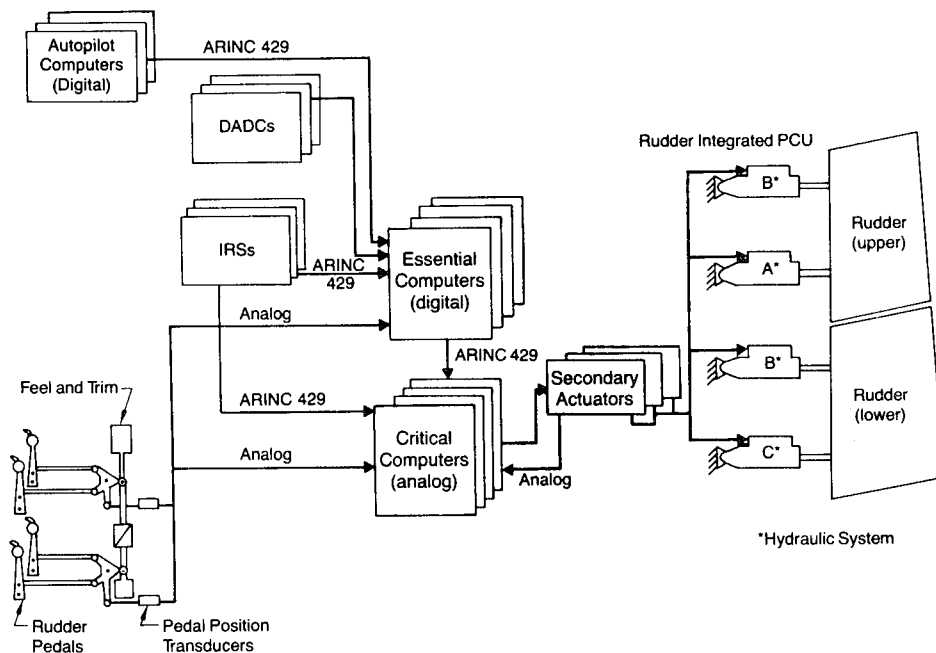 Autopilot
Computers
(Digital)
ARINC 429
DADCs
IRSs
ARINC
429
Essential
Computers
(digital)
Analog
ARINC 429
Feel and Trim
ARINC 429
Analog
Critical
Computers
(analog)
Secondary
Actuators
Analog
Rudder Integrated PCU
B*
A*
B*
C*
Rudder
(upper)
Rudder
(lower)
*Hydraulic System
Rudder
Pedals
Pedal Position
Transducers